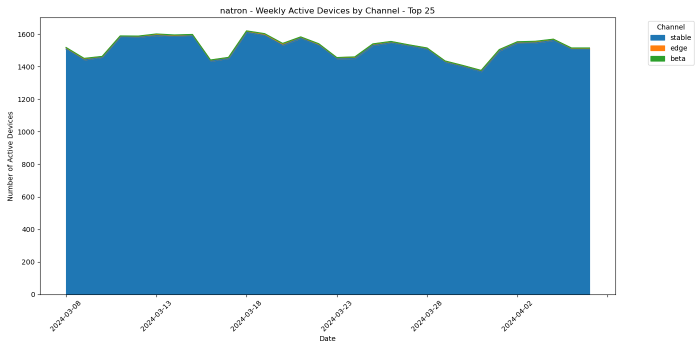 natron - Weekly Active Devices by Channel - Top 25
Channel
stable
edge
beta
Number of Active Devices
1600
1400
1200
1000
800
600
400
200
0
2024-03-08
2024-03-13
2024-03-18
2024-03-23
2024-03-28
2024-04-02
Date